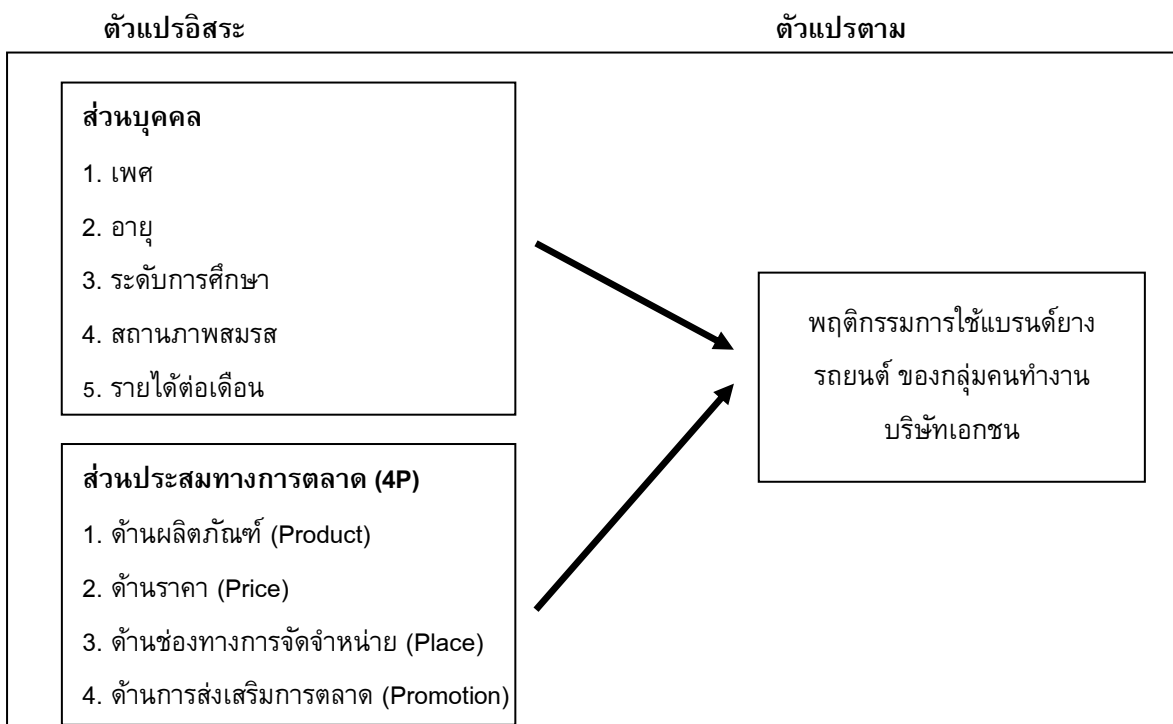 ตัวแปรอิสระ ตัวแปรตาม
ส่วนบุคคล
1. เพศ
2. อายุ
3. ระดับการศึกษา
4. สถานภาพสมรส
5. รายได้ต่อเดือน
ส่วนประสมทางการตลาด (4P)
1. ด้านผลิตภัณฑ์ (Product)
2. ด้านราคา (Price)
3. ด้านช่องทางการจัดจำหน่าย (Place)
4. ด้านการส่งเสริมการตลาด (Promotion)
พฤติกรรมการใช้แบรนด์ยาง
รถยนต์ ของกลุ่มคนทำงาน
บริษัทเอกชน